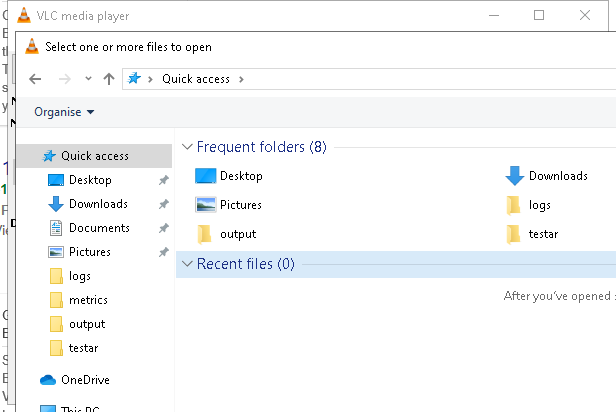 VLC media player
Select one or more files to open
Quick access
Organise
Quick access
Desktop
Downloads
Documents
Pictures
logs
metrics
output
testar
OneDrive
This PC
Frequent folders (8)
Desktop
Downloads
Pictures
logs
output
testar
Recent files (0)
After you've opened